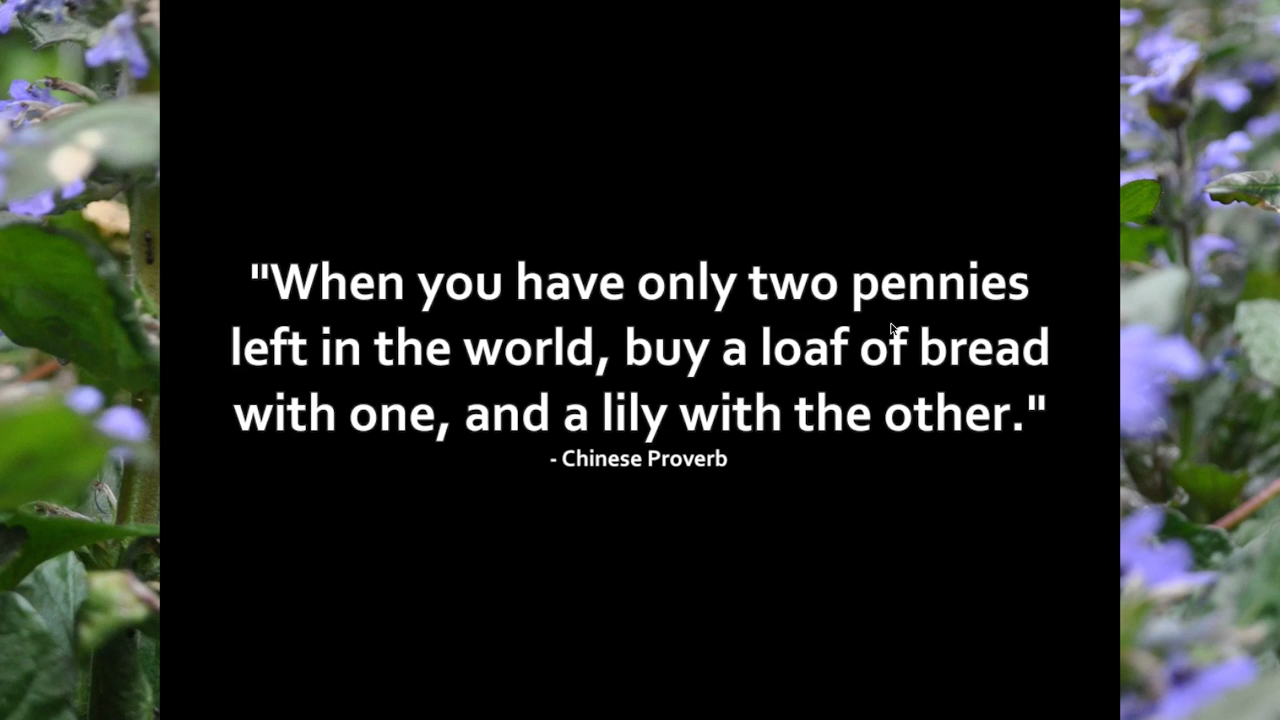 "When you have only two pennies
left in the world, buy a loaf of bread
with one, and a lily with the other."
- Chinese Proverb